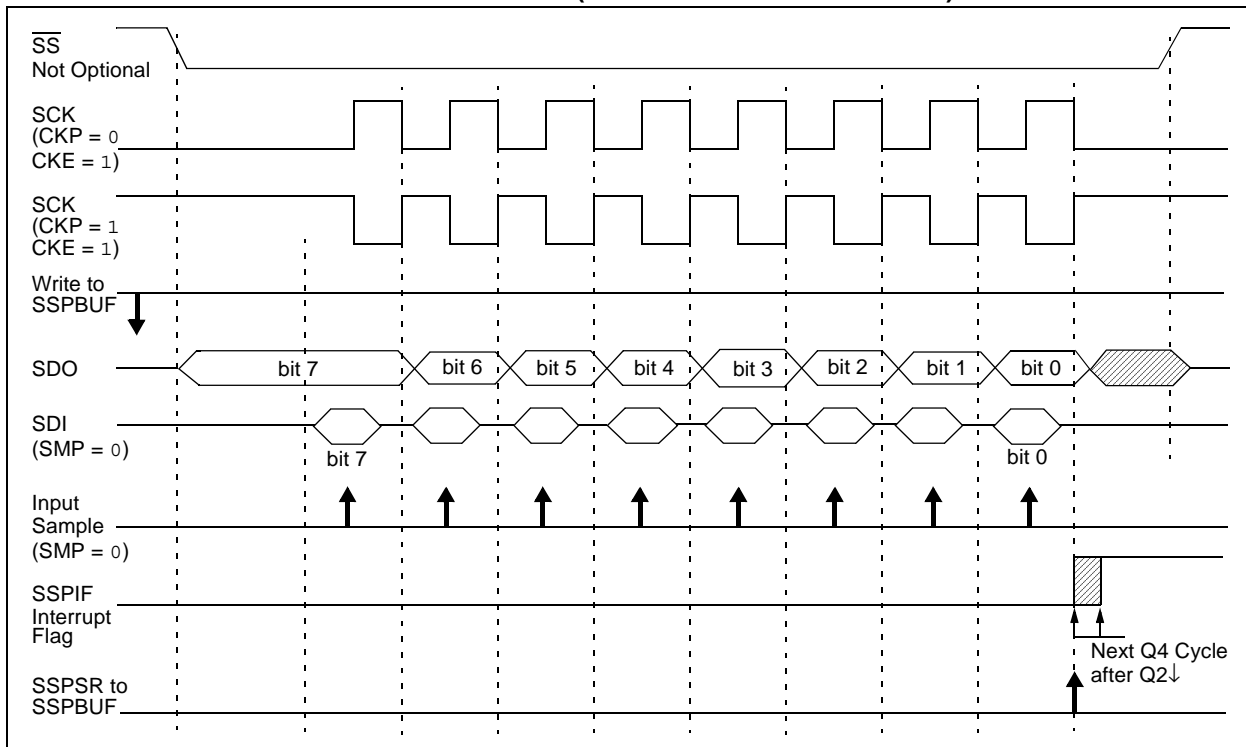 SS
Not Optional
SCK
(CKP = 0
CKE = 1)
SCK
(CKP = 1
CKE = 1)
Write to
SSPBUF
SDO
bit 7
bit 6
bit 5
bit 4
bit 3
bit 2
bit 1
bit 0
SDI
(SMP = 0)
bit 7
bit 0
Input
Sample
(SMP = 0)
SSPIF
Interrupt
Flag
Next Q4 Cycle
after Q2↓
SSPSR to
SSPBUF